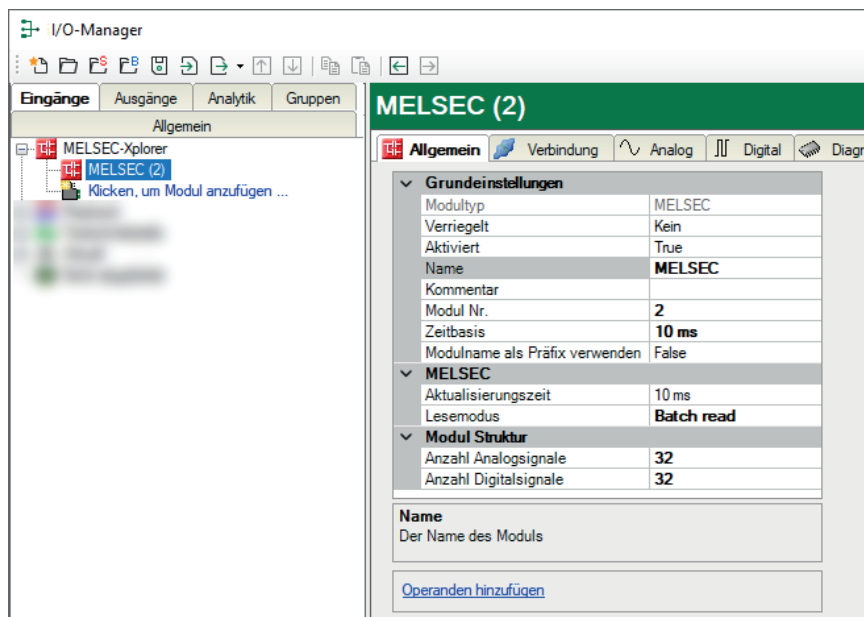 I/O-Manager
Eingänge Ausgänge Analytik Gruppen
Allgemein
MELSEC-Xplorer
MELSEC (2)
Klicken, um Modul anzufügen ...
MELSEC (2)
Allgemein Verbindung Analog Digital Diagn
Grundeinstellungen
Modultyp MELSEC
Verriegelt Kein
Aktiviert True
Name MELSEC
Kommentar
Modul Nr. 2
Zeitbasis 10 ms
Modulname als Präfix verwenden False
MELSEC
Aktualisierungszeit 10 ms
Lesemodus Batch read
Modul Struktur
Anzahl Analogsignale 32
Anzahl Digitalsignale 32
Name
Der Name des Moduls
Operanden hinzufügen